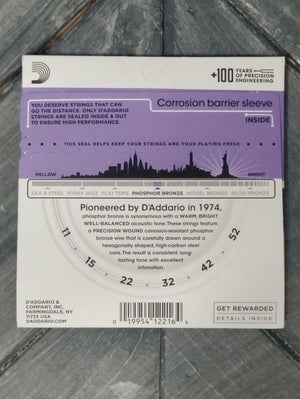 +100 YEARS OF PRECISION ENGINEERING
YOU DESERVE STRINGS THAT CAN
GO THE DISTANCE. ONLY D'ADDARIO
STRINGS ARE SEALED INSIDE & OUT
TO ENSURE HIGH PERFORMANCE.
Corrosion barrier sleeve
INSIDE
THIS SEAL HELPS KEEP YOUR STRINGS AND YOUR PLAYING FRESH
MELLOW
BRIGHT
SILK & STEEL GYPSY JAZZ FLAT TOPS PHOSPHOR BRONZE NICKEL BRONZE 80/20 BRONZE
Pioneered by D'Addario in 1974,
phosphor bronze is synonymous with a WARM, BRIGHT,
WELL-BALANCED acoustic tone. These strings feature
a PRECISION WOUND corrosion-resistant phosphor
bronze wire that is carefully drawn around a
hexagonally shaped, high-carbon steel
core. The result is consistent, long-
lasting tone with excellent
intonation.
11
15
22
32
42
52
D'ADDARIO &
COMPANY, INC.
FARMINGDALE, NY
11735 USA
DADDARIO.COM
0 19954 12216 4
GET REWARDED
DETAILS INSIDE